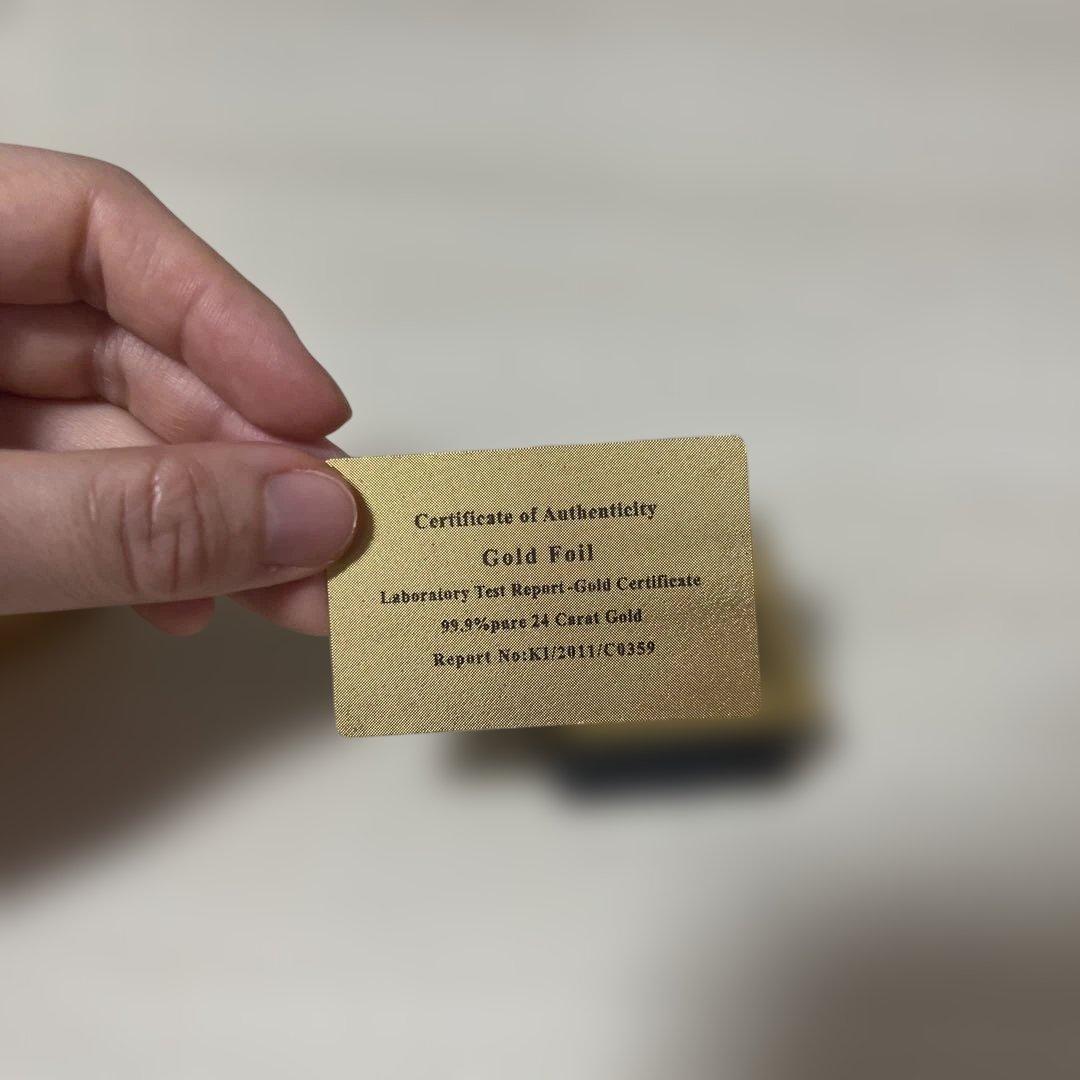 Certificate of Authenticity
Gold Foil
Laboratory Test Report-Gold Certificate
99.9%pure 24 Carat Gold
Report No:KI/2011/C0359